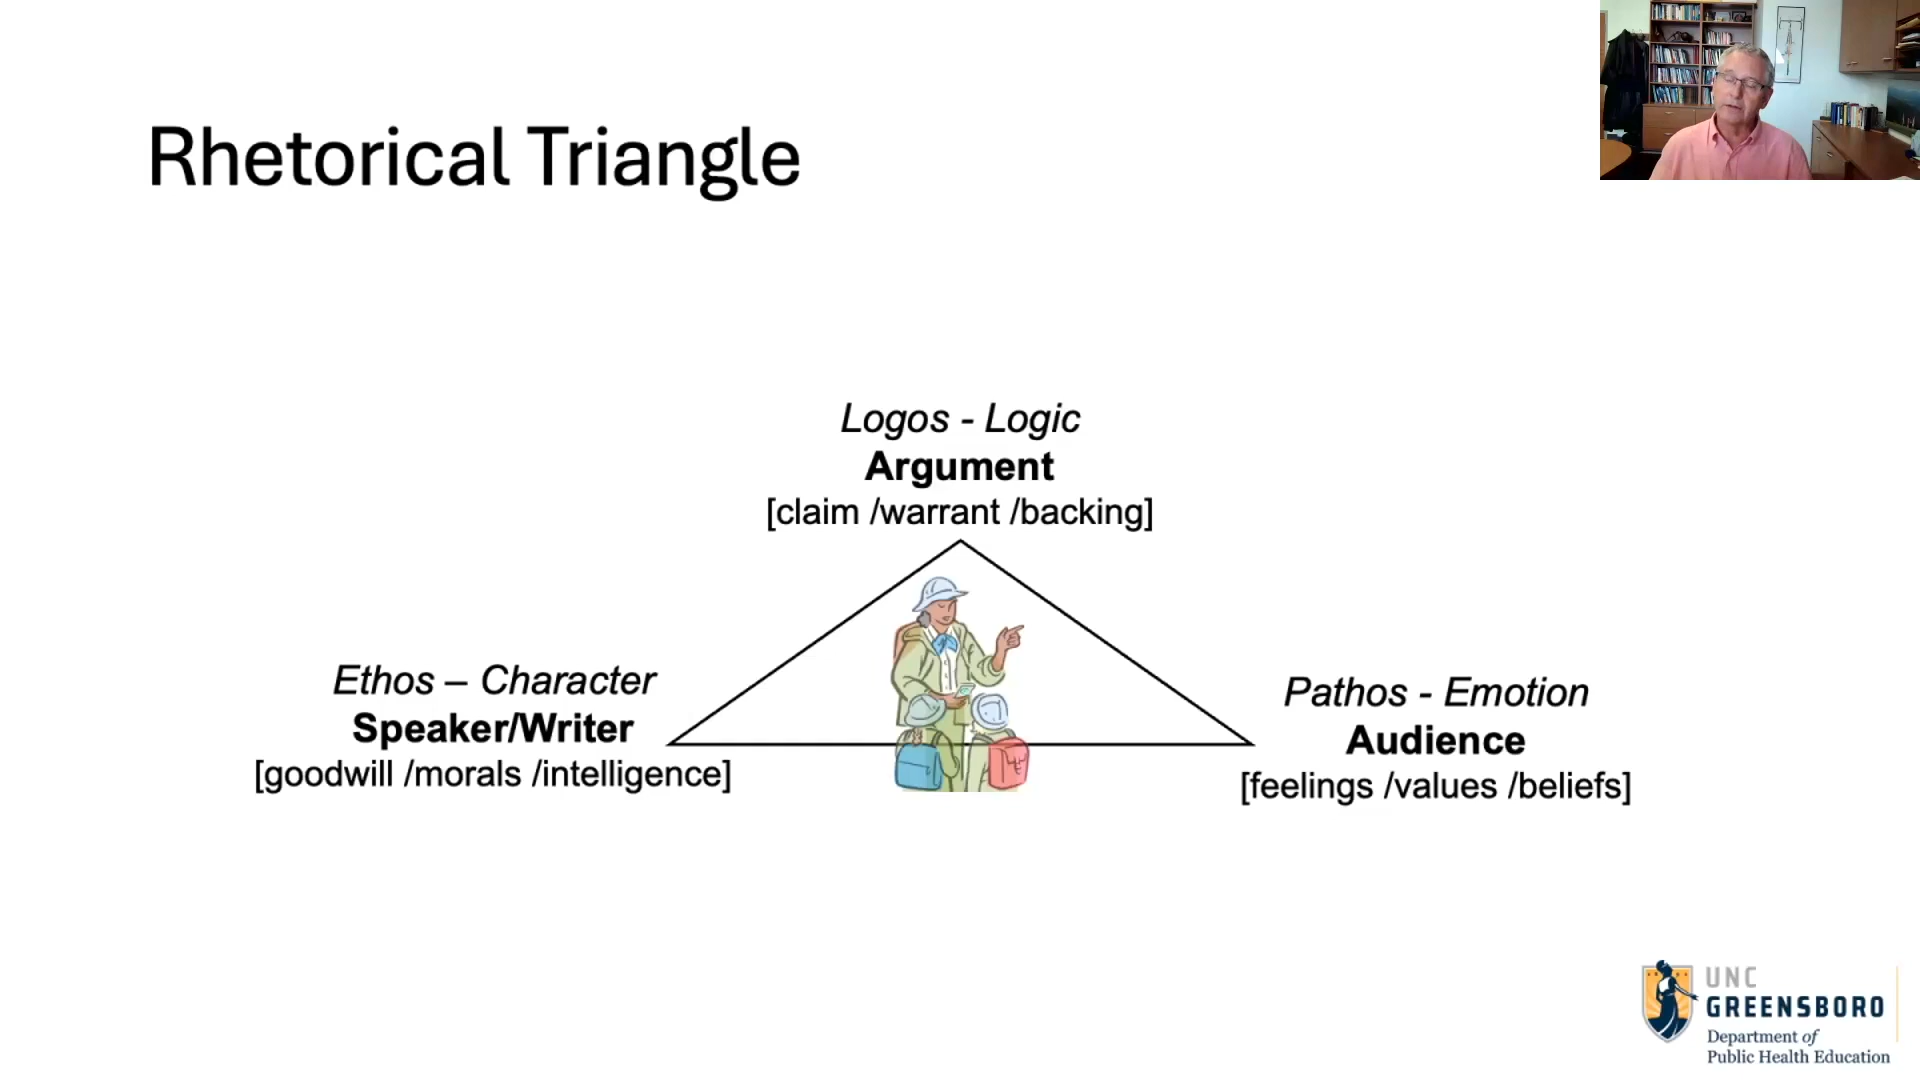 Rhetorical Triangle
Logos - Logic
Argument
[claim /warrant /backing]
Ethos – Character
Speaker/Writer
[goodwill /morals /intelligence]
Pathos - Emotion
Audience
[feelings /values /beliefs]
UNC
GREENSBORO
Department of
Public Health Education